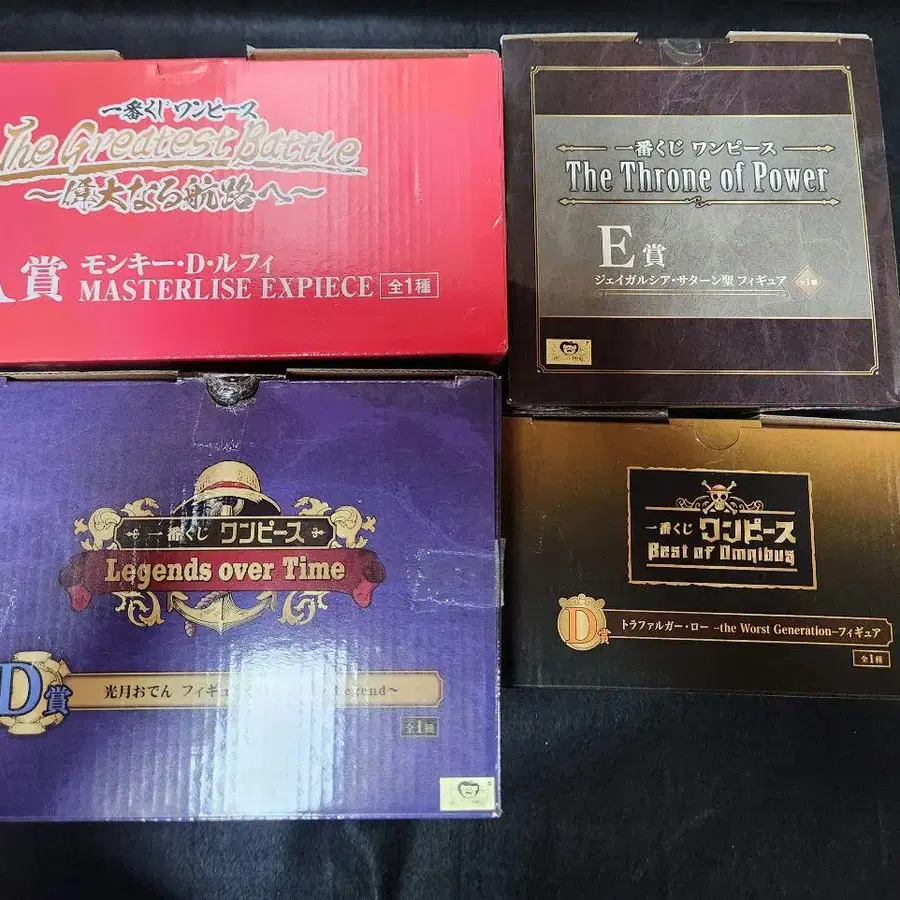 一番くじ ワンピース
The Greatest Battle
〜偉大なる航路へ〜
賞 モンキー・D・ルフィ
MASTERLISE EXPIECE 全1種
一番くじ ワンピース
The Throne of Power
E賞
ジェイガルシア・サターン聖 フィギュア
一番くじ ワンピース
Legends over Time
D賞
光月おでん フィギュ
Legend〜
全1種
一番くじ ワンピース
Best of Omnibus
D賞
トラファルガー・ロー –the Worst Generation–フィギュア
全1種